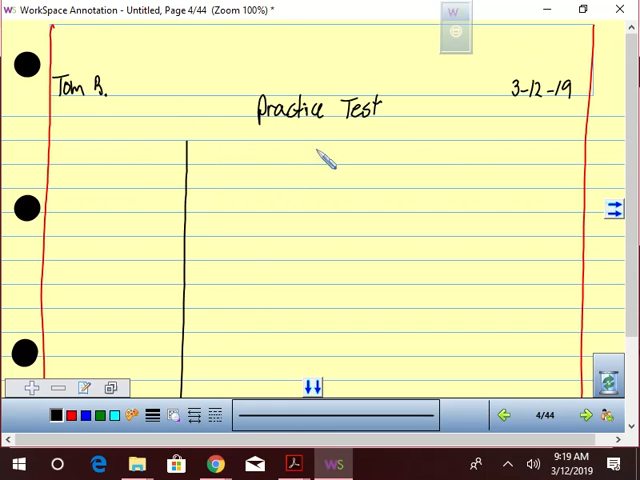 WorkSpace Annotation - Untitled, Page 4/44 (Zoom 100%) *
Tom B.
3-12-19
Practice Test
4/44
9:19 AM
3/12/2019